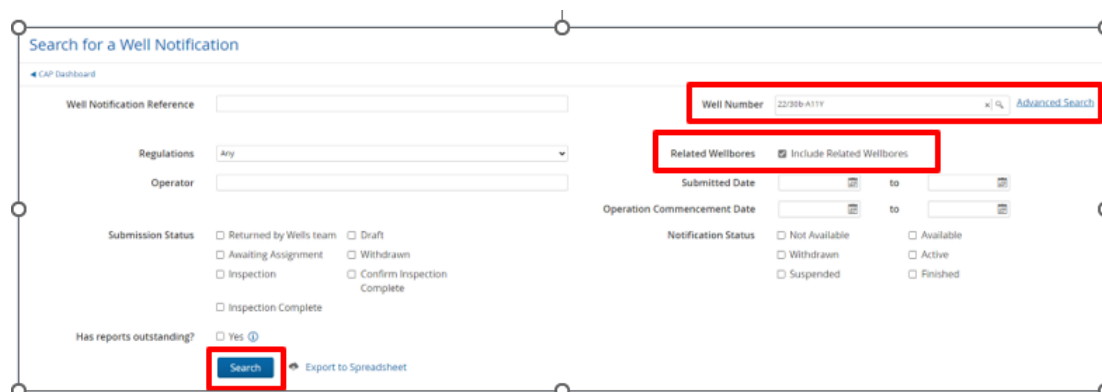 Search for a Well Notification
CAP Dashboard
Well Notification Reference
Well Number 22/30b-A11Y x Advanced Search
Regulations Any
Related Wellbores Include Related Wellbores
Operator
Submitted Date to
Operation Commencement Date to
Submission Status Returned by Wells team Draft
Notification Status Not Available Available
Awaiting Assignment Withdrawn
Withdrawn Active
Inspection Confirm Inspection Complete
Suspended Finished
Inspection Complete
Has reports outstanding? Yes
Search Export to Spreadsheet